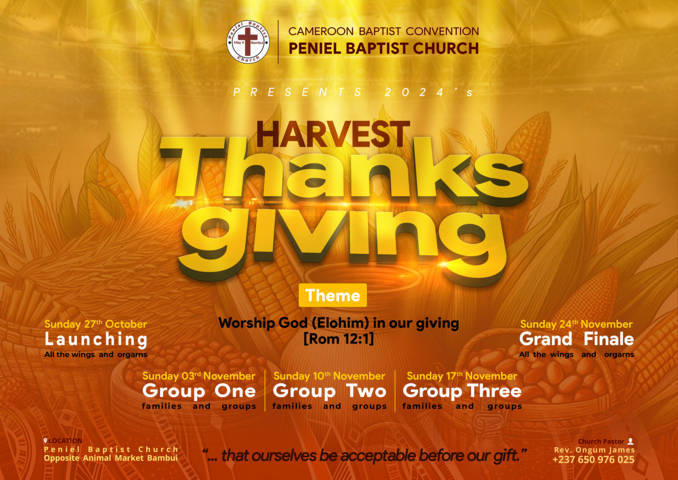 Peniel Baptist
Church
CAMEROON BAPTIST CONVENTION
PENIEL BAPTIST CHURCH
PRESENTS 2024's
HARVEST
Thanks
giving
Theme
Worship God (Elohim) in our giving
[Rom 12:1]
Sunday 27th October
Launching
All the wings and orgarns
Sunday 24th November
Grand Finale
All the wings and orgarns
Sunday 03rd November
Group One
families and groups
Sunday 10th November
Group Two
families and groups
Sunday 17th November
Group Three
families and groups
LOCATION
Peniel Baptist Church
Opposite Animal Market Bambui
"... that ourselves be acceptable before our gift."
Church Pastor
Rev. Ongum James
+237 650 976 025